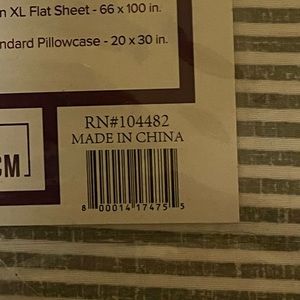 n XL Flat Sheet - 66 x 100 in.
ndard Pillowcase - 20 x 30 in.
CM
RN#104482
MADE IN CHINA
8 00014 17475 5